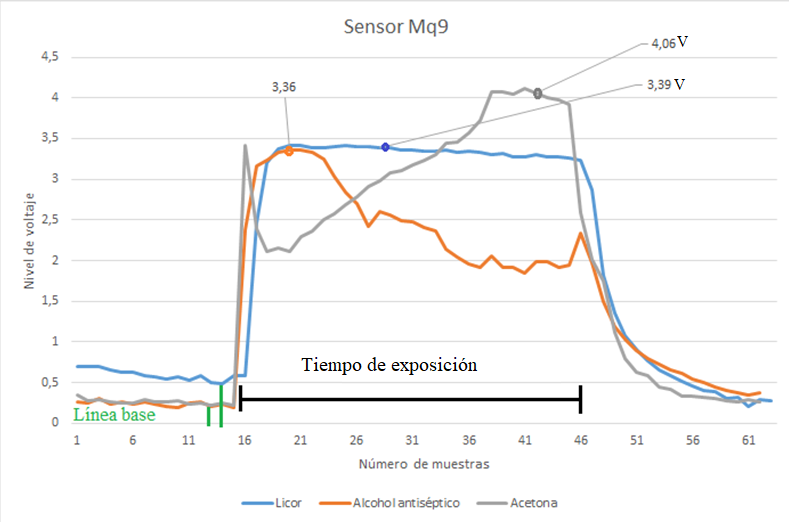 Sensor Mq9
4,06V
3,39 V
3,36
4,5
4
3,5
3
2,5
2
1,5
1
0,5
0
Nivel de voltaje
Tiempo de exposición
Línea base
1 6 11 16 21 26 31 36 41 46 51 56 61
Número de muestras
Licor Alcohol antiséptico Acetona